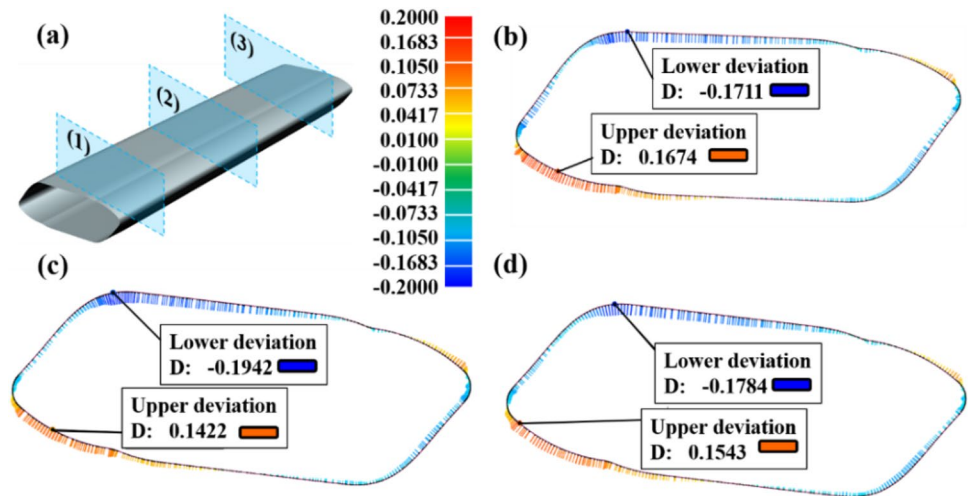 (a)
(1)
(2)
(3)
0.2000
0.1683
0.1050
0.0733
0.0417
0.0100
-0.0100
-0.0417
-0.0733
-0.1050
-0.1683
-0.2000
(b)
Lower deviation
D: -0.1711
Upper deviation
D: 0.1674
(c)
Lower deviation
D: -0.1942
Upper deviation
D: 0.1422
(d)
Lower deviation
D: -0.1784
Upper deviation
D: 0.1543